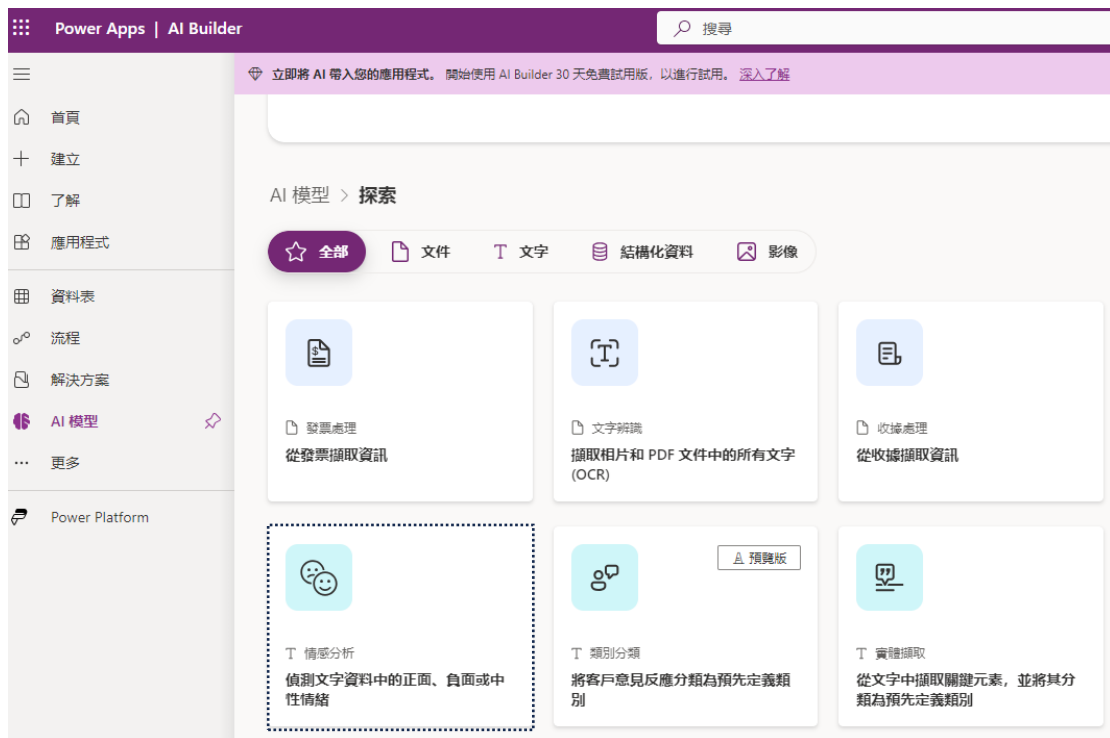 Power Apps | AI Builder
搜尋
立即將 AI 帶入您的應用程式。 開始使用 AI Builder 30 天免費試用版，以進行試用。 深入了解
首頁
建立
了解
應用程式
資料表
流程
解決方案
AI 模型
更多
Power Platform
AI 模型 > 探索
全部 文件 文字 結構化資料 影像
發票處理
從發票擷取資訊
文字辨識
擷取相片和 PDF 文件中的所有文字
(OCR)
收據處理
從收據擷取資訊
情感分析
偵測文字資料中的正面、負面或中
性情緒
預覽版
類別分類
將客戶意見反應分類為預先定義類
別
實體擷取
從文字中擷取關鍵元素，並將其分
類為預先定義類別